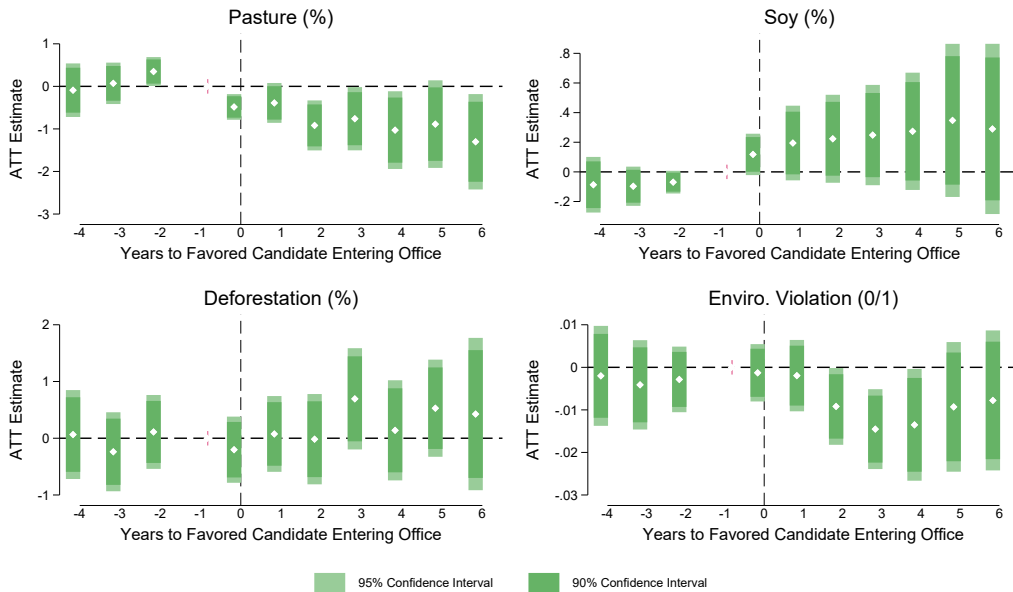 Pasture (%)
ATT Estimate
1
0
-1
-2
-3
-4 -3 -2 -1 0 1 2 3 4 5 6
Years to Favored Candidate Entering Office
Soy (%)
ATT Estimate
.8
.6
.4
.2
0
-.2
-4 -3 -2 -1 0 1 2 3 4 5 6
Years to Favored Candidate Entering Office
Deforestation (%)
ATT Estimate
2
1
0
-1
-4 -3 -2 -1 0 1 2 3 4 5 6
Years to Favored Candidate Entering Office
Enviro. Violation (0/1)
ATT Estimate
.01
0
-.01
-.02
-.03
-4 -3 -2 -1 0 1 2 3 4 5 6
Years to Favored Candidate Entering Office
95% Confidence Interval
90% Confidence Interval